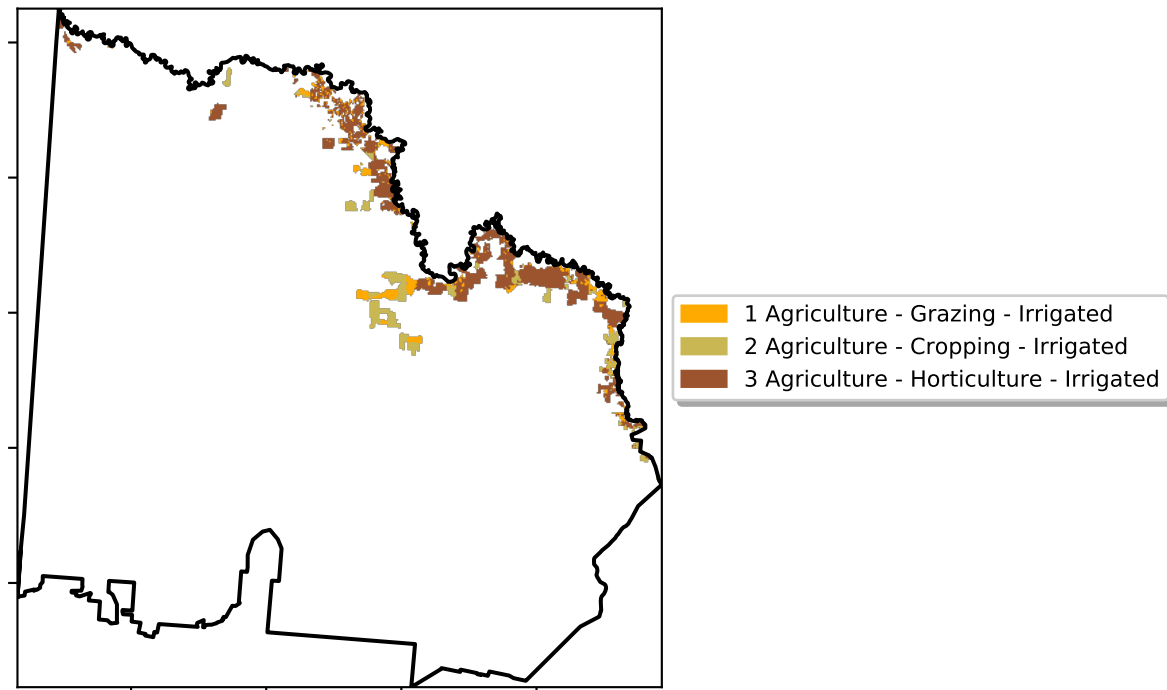 1 Agriculture - Grazing - Irrigated
2 Agriculture - Cropping - Irrigated
3 Agriculture - Horticulture - Irrigated